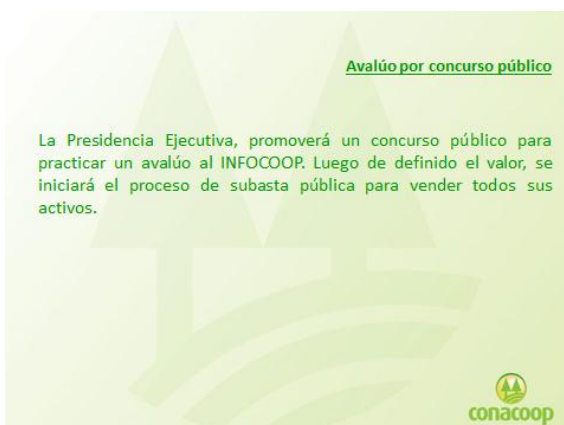 Avalúo por concurso público
La Presidencia Ejecutiva, promoverá un concurso público para
practicar un avalúo al INFOCOOP. Luego de definido el valor, se
iniciará el proceso de subasta pública para vender todos sus
activos.
conacoop